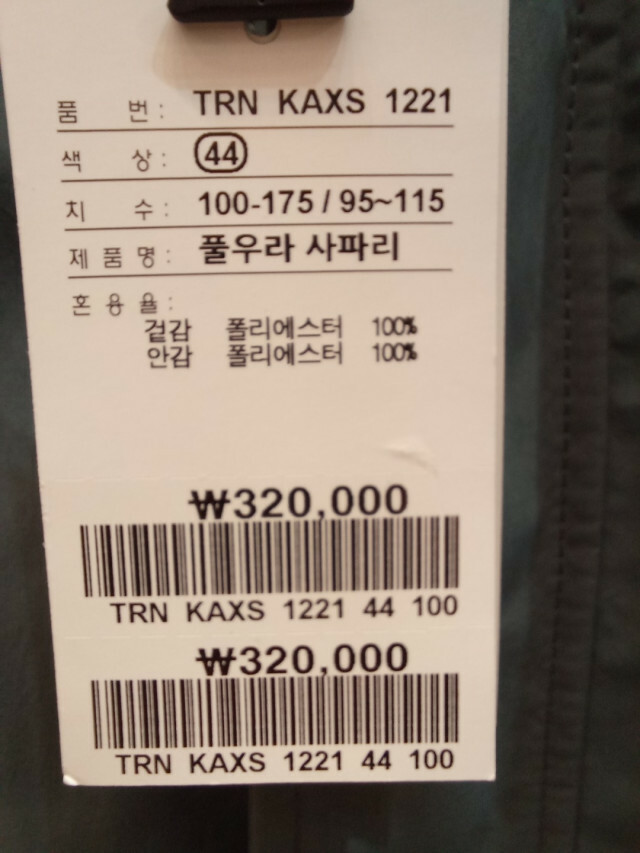 품 번 : TRN KAXS 1221
색 상 : 44
치 수 : 100-175 / 95~115
제 품 명 : 풀우라 사파리
혼 용 율 :
겉감 폴리에스터 100%
안감 폴리에스터 100%
₩320,000
TRN KAXS 1221 44 100
₩320,000
TRN KAXS 1221 44 100